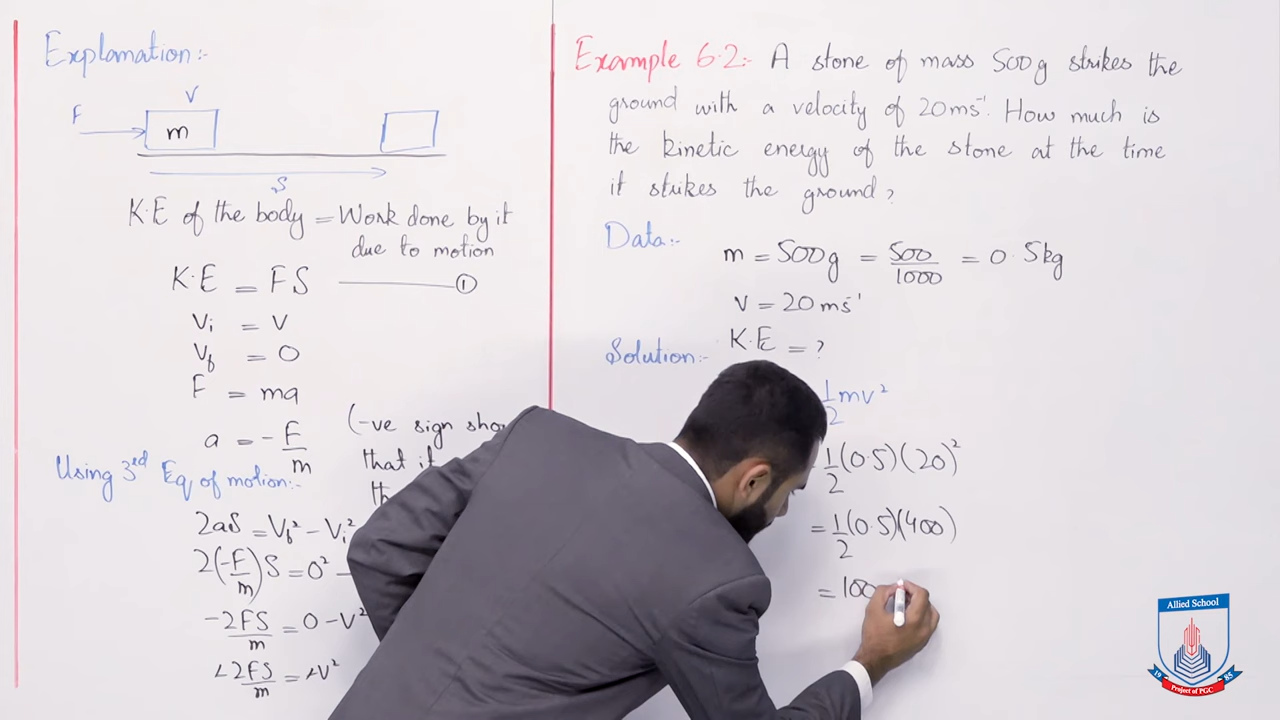 Explanation:-
F
V
m
S
K.E of the body = Work done by it
due to motion
K.E = FS ——— ①
Vi = V
Vf = 0
F = ma
a = -F/m
(-ve sign
that it
Using 3rd Eq of motion:-
2aS = Vf² - Vi²
2(-F/m)S = 0² -
-2FS/m = 0 - V²
-2FS/m = -V²
Example 6.2:- A stone of mass 500g strikes the
ground with a velocity of 20ms⁻¹. How much is
the kinetic energy of the stone at the time
it strikes the ground?
Data:-
m = 500g = 500/1000 = 0.5kg
V = 20ms⁻¹
K.E = ?
Solution:-
1/2 mv²
1/2 (0.5)(20)²
= 1/2 (0.5)(400)
= 100
Allied School
19 85
Project of PGC